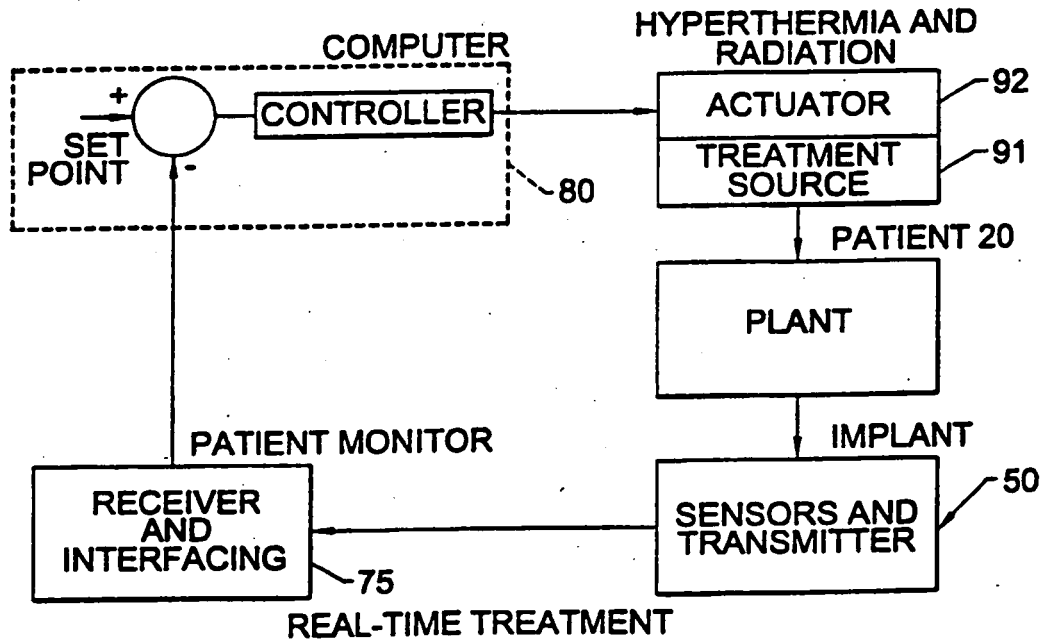 COMPUTER
HYPERTHERMIA AND
RADIATION
+
SET
POINT
-
CONTROLLER
80
ACTUATOR
92
TREATMENT
SOURCE
91
PATIENT 20
PLANT
IMPLANT
SENSORS AND
TRANSMITTER
50
PATIENT MONITOR
RECEIVER
AND
INTERFACING
75
REAL-TIME TREATMENT